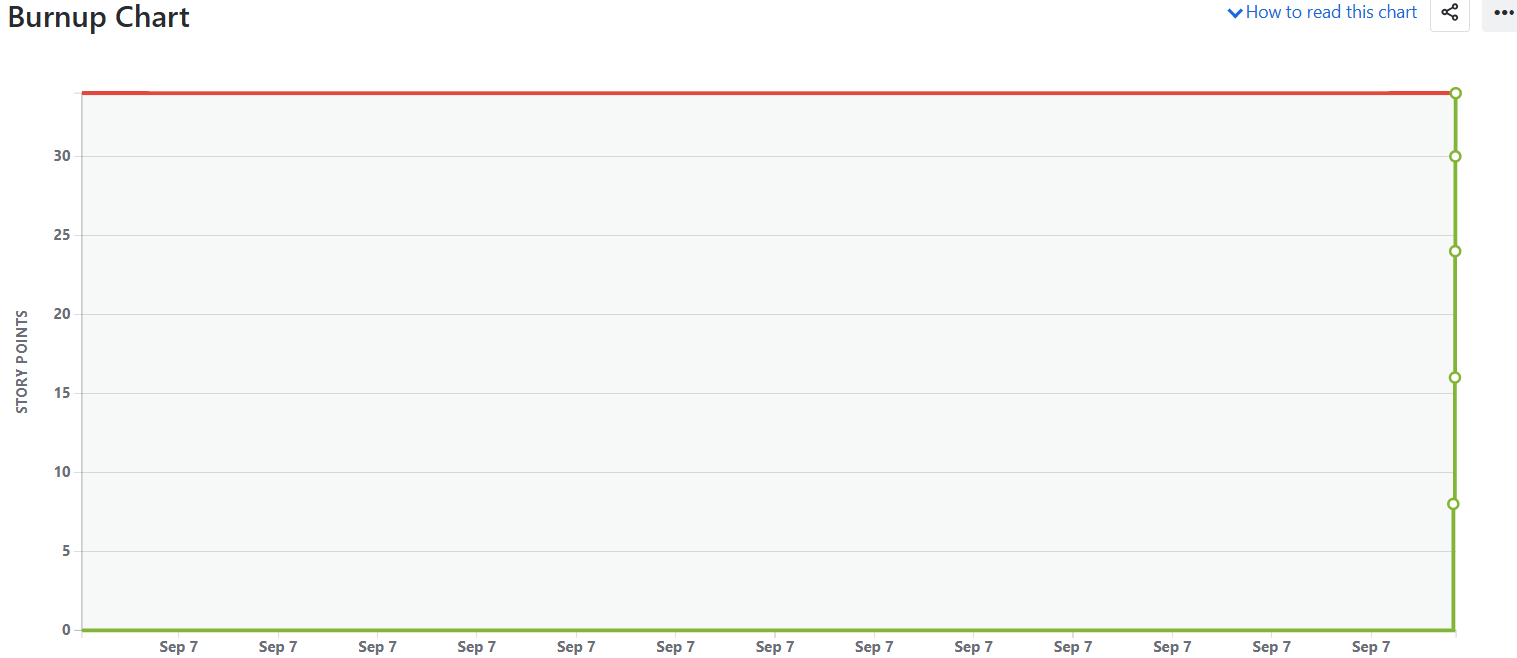 Burnup Chart
How to read this chart
STORY POINTS
30
25
20
15
10
5
0
Sep 7 Sep 7 Sep 7 Sep 7 Sep 7 Sep 7 Sep 7 Sep 7 Sep 7 Sep 7 Sep 7 Sep 7 Sep 7